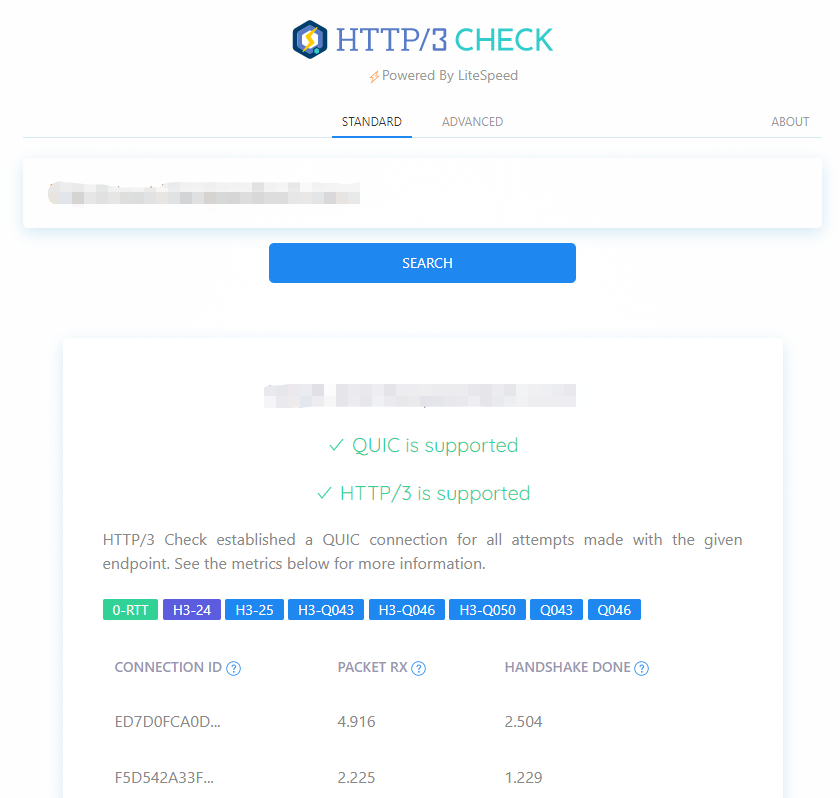 HTTP/3 CHECK
Powered By LiteSpeed
STANDARD ADVANCED ABOUT
SEARCH
✓ QUIC is supported
✓ HTTP/3 is supported
HTTP/3 Check established a QUIC connection for all attempts made with the given
endpoint. See the metrics below for more information.
0-RTT H3-24 H3-25 H3-Q043 H3-Q046 H3-Q050 Q043 Q046
CONNECTION ID ? PACKET RX ? HANDSHAKE DONE ?
ED7D0FCA0D... 4.916 2.504
F5D542A33F... 2.225 1.229